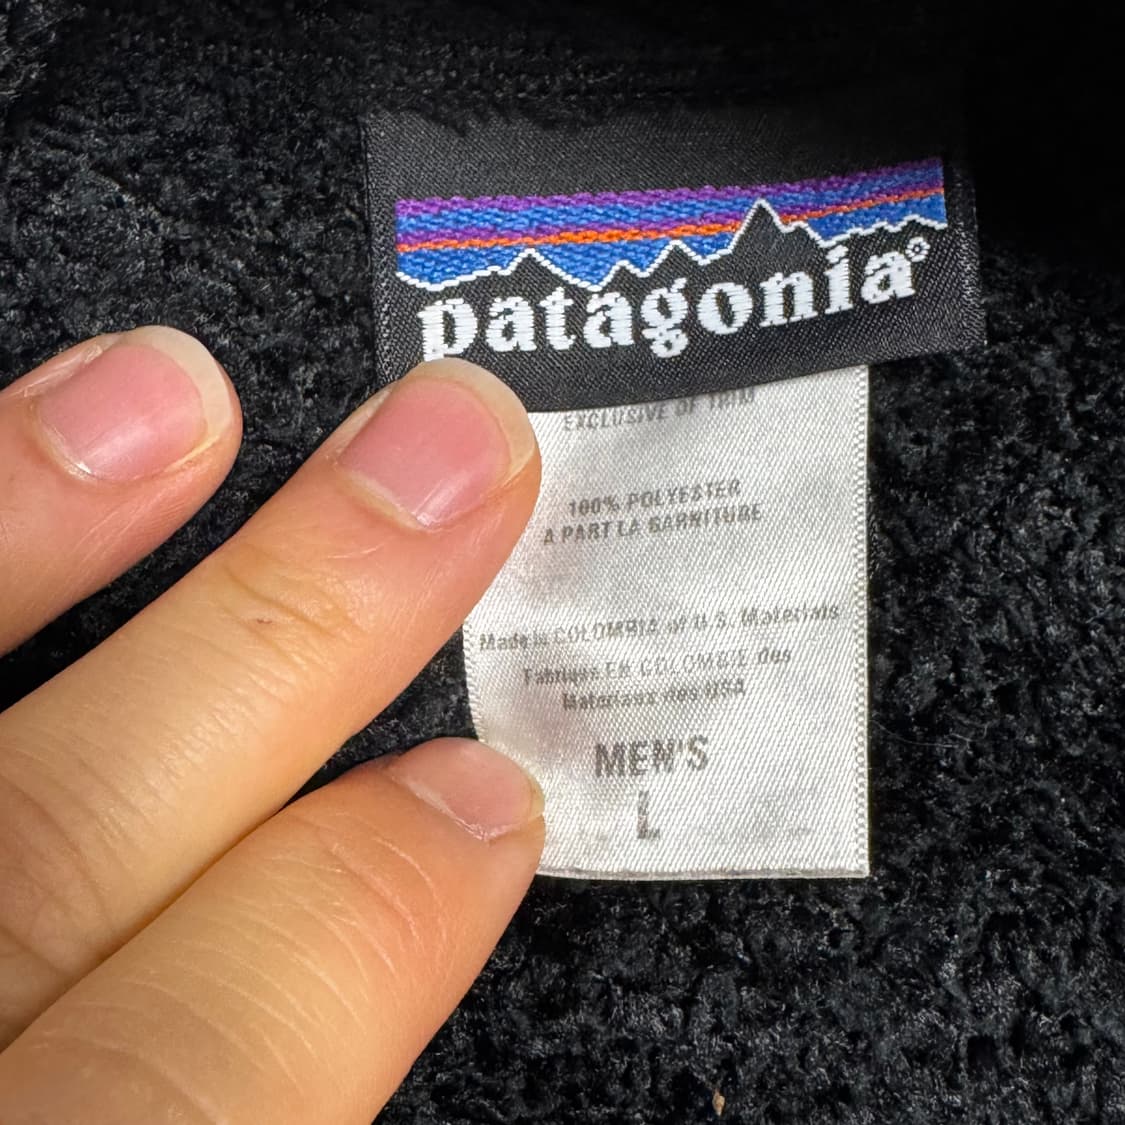 patagonia®
EXCLUSIVE OF TRIM
100% POLYESTER
A PART LA GARNITURE
Made in COLOMBIA of U.S. Materials
Fabriqué EN COLOMBIE des
Materiaux des USA
MEN'S
L